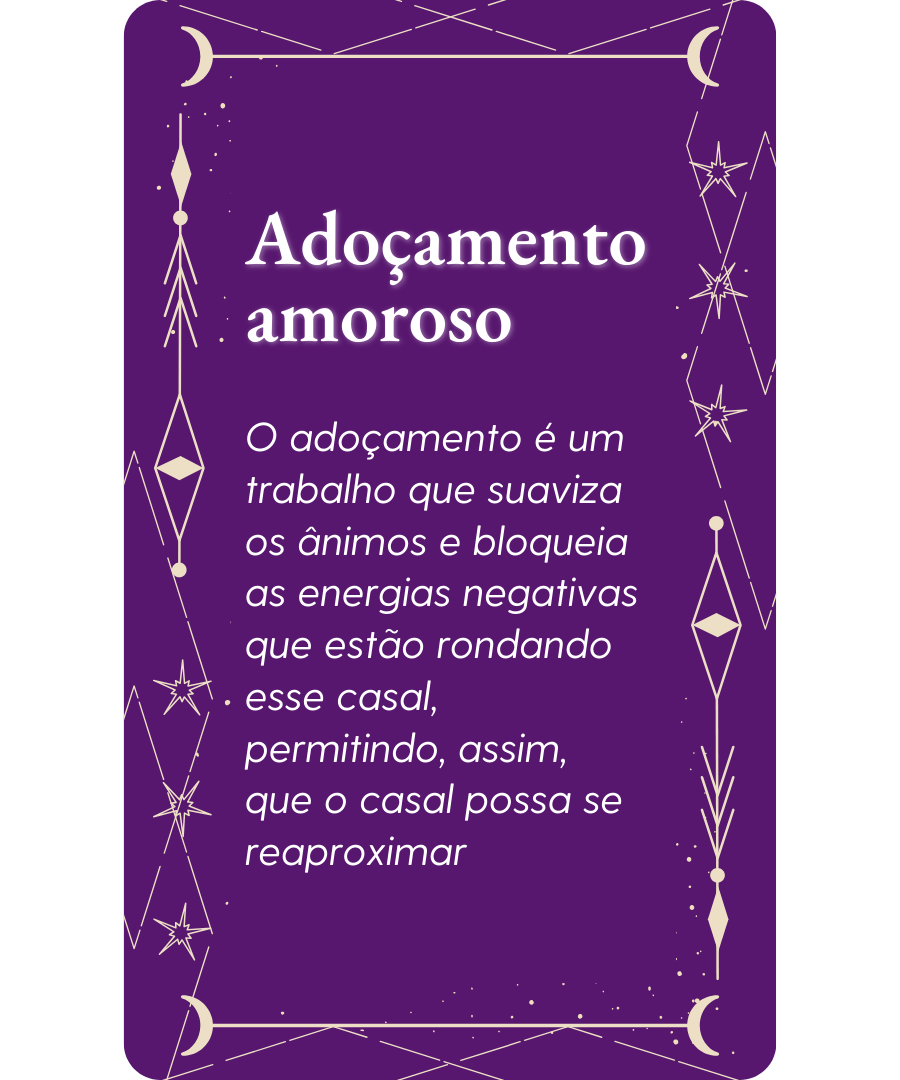 Adoçamento
amoroso
O adoçamento é um
trabalho que suaviza
os ânimos e bloqueia
as energias negativas
que estão rondando
esse casal,
permitindo, assim,
que o casal possa se
reaproximar